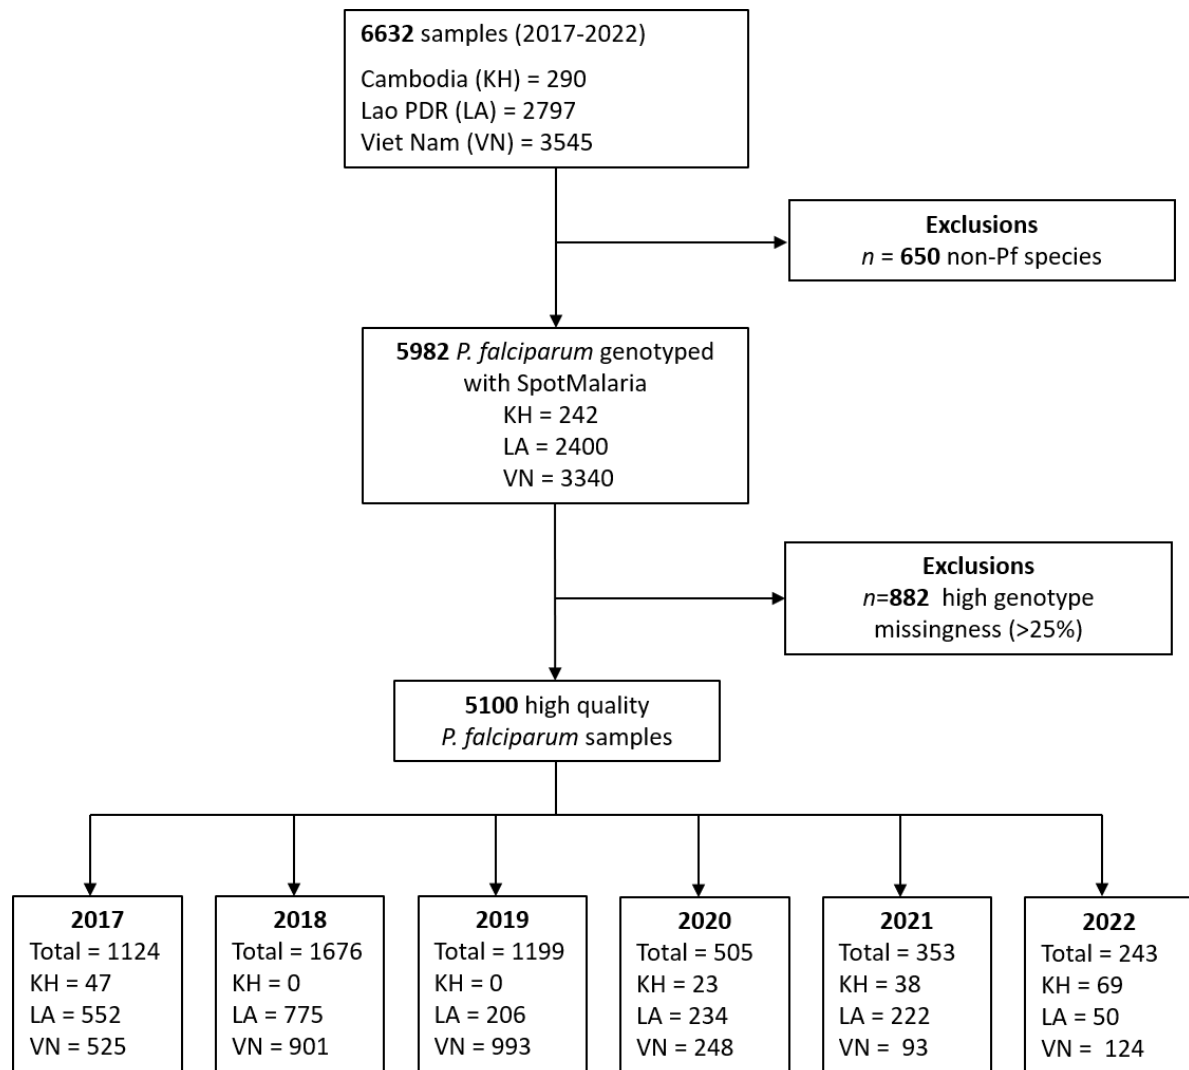 6632 samples (2017-2022)
Cambodia (KH) = 290
Lao PDR (LA) = 2797
Viet Nam (VN) = 3545
Exclusions
n = 650 non-Pf species
5982 P. falciparum genotyped
with SpotMalaria
KH = 242
LA = 2400
VN = 3340
Exclusions
n=882  high genotype
missingness (>25%)
5100 high quality
P. falciparum samples
2017
Total = 1124
KH = 47
LA = 552
VN = 525
2018
Total = 1676
KH = 0
LA = 775
VN = 901
2019
Total = 1199
KH = 0
LA = 206
VN = 993
2020
Total = 505
KH = 23
LA = 234
VN = 248
2021
Total = 353
KH = 38
LA = 222
VN =  93
2022
Total = 243
KH = 69
LA = 50
VN =  124